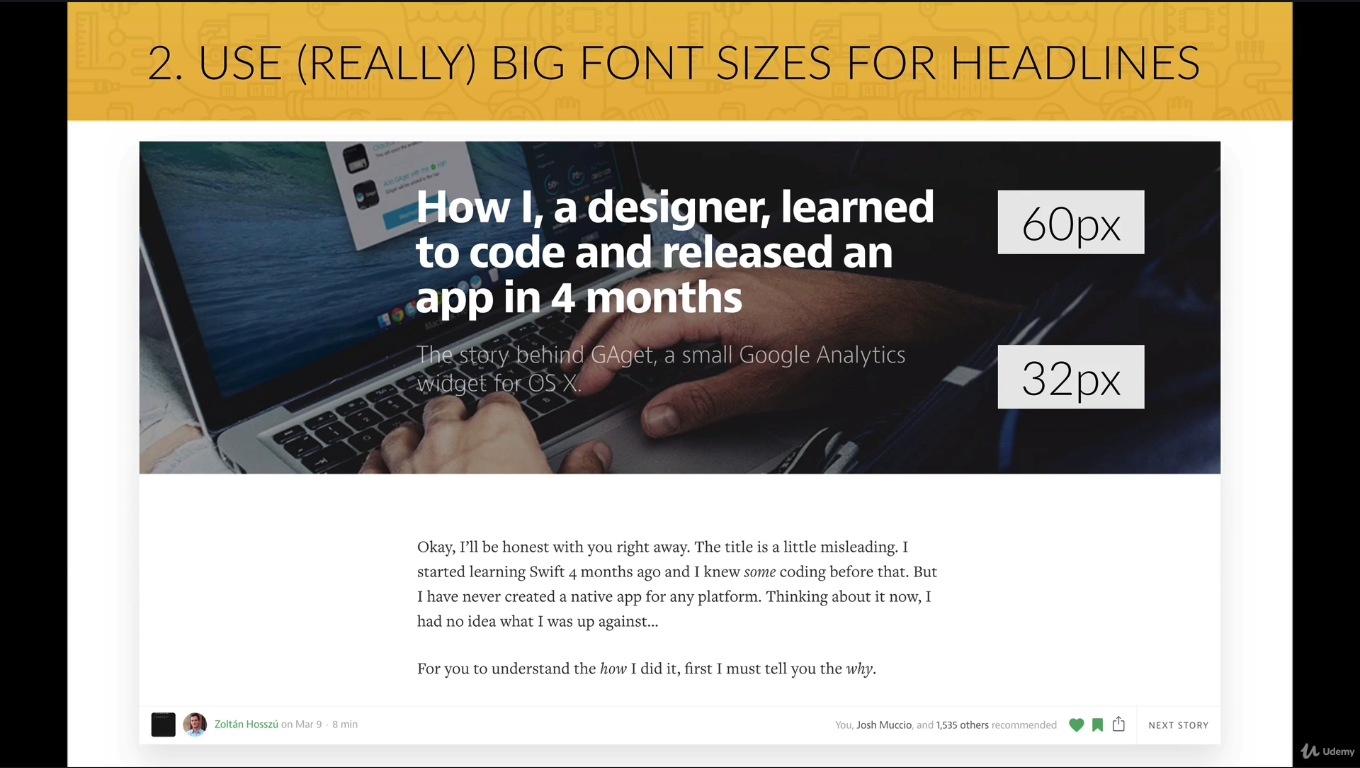 2. USE (REALLY) BIG FONT SIZES FOR HEADLINES
How I, a designer, learned
to code and released an
app in 4 months
60px
The story behind GAget, a small Google Analytics
widget for OS X.
32px
Okay, I’ll be honest with you right away. The title is a little misleading. I
started learning Swift 4 months ago and I knew some coding before that. But
I have never created a native app for any platform. Thinking about it now, I
had no idea what I was up against...
For you to understand the how I did it, first I must tell you the why.
Zoltán Hosszú on Mar 9 · 8 min
You, Josh Muccio, and 1,535 others recommended
NEXT STORY
Udemy